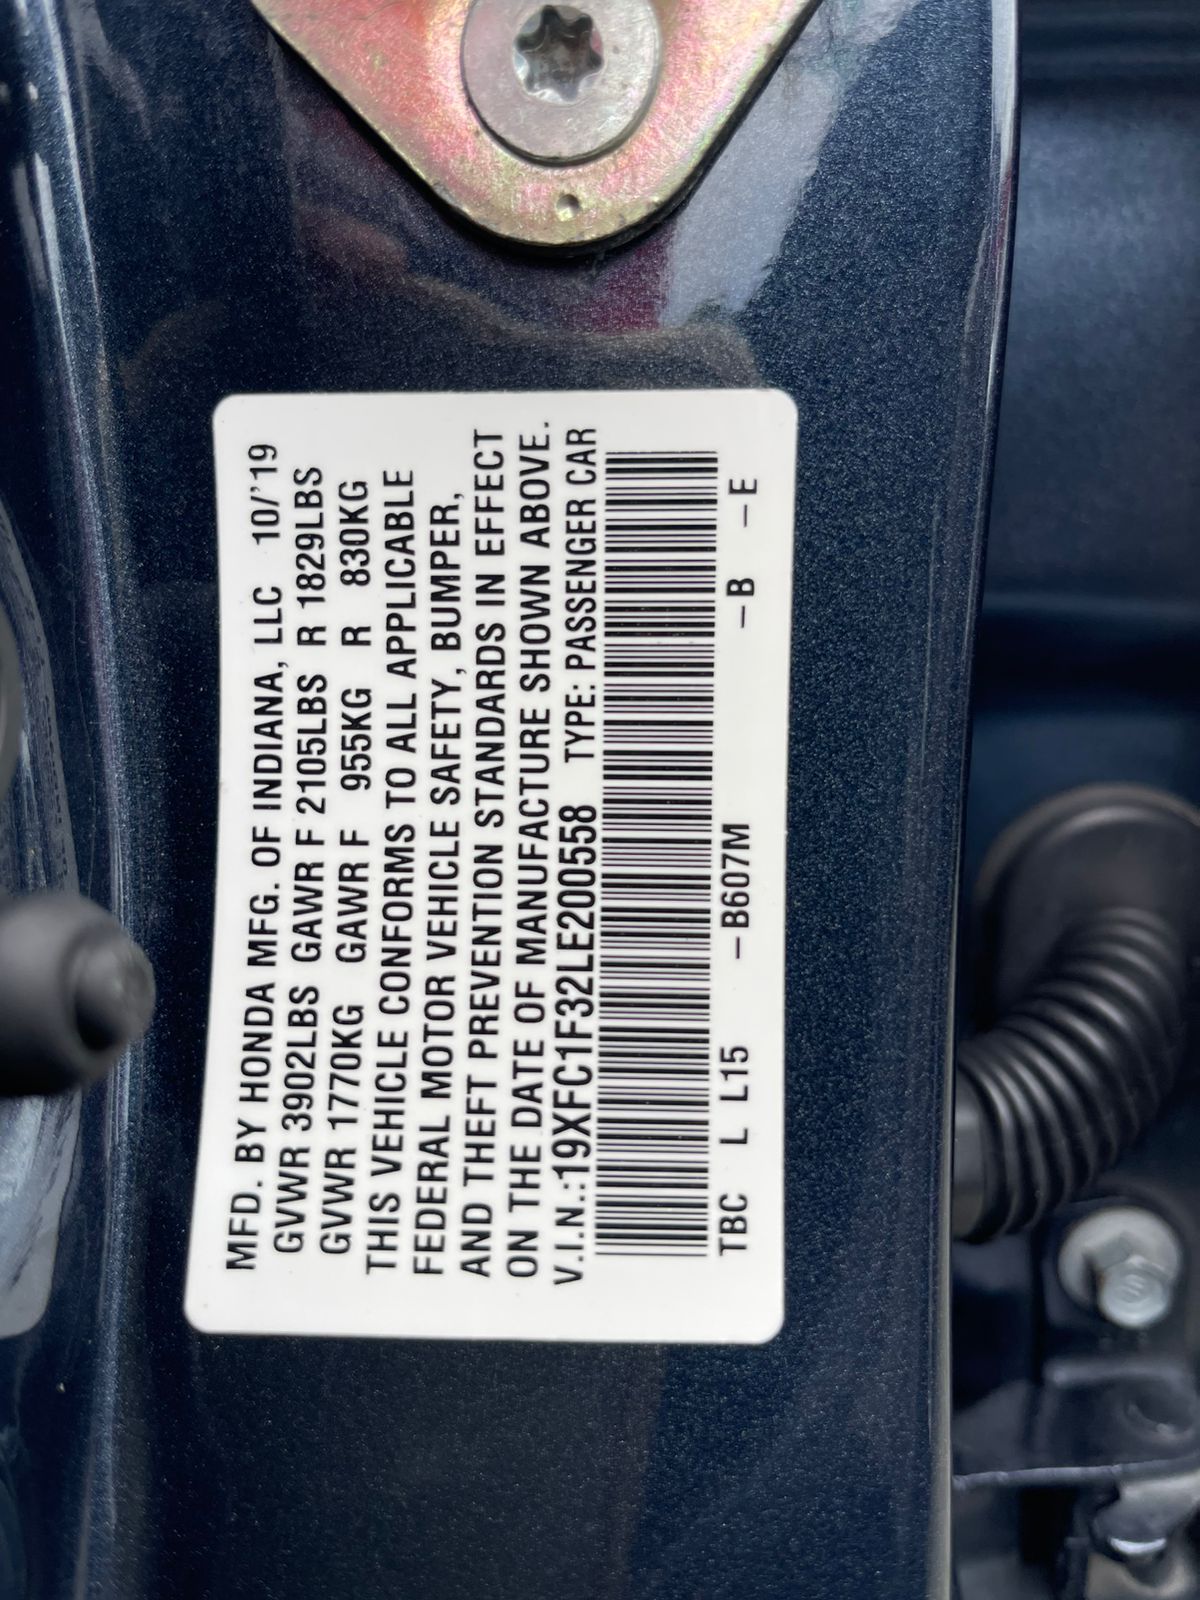 MFD. BY HONDA MFG. OF INDIANA, LLC 10/'19
GVWR 3902LBS GAWR F 2105LBS R 1829LBS
GVWR 1770KG GAWR F 955KG R 830KG
THIS VEHICLE CONFORMS TO ALL APPLICABLE
FEDERAL MOTOR VEHICLE SAFETY, BUMPER,
AND THEFT PREVENTION STANDARDS IN EFFECT
ON THE DATE OF MANUFACTURE SHOWN ABOVE.
V.I.N.:19XFC1F32LE200558 TYPE: PASSENGER CAR
TBC L L15 –B607M –B –E